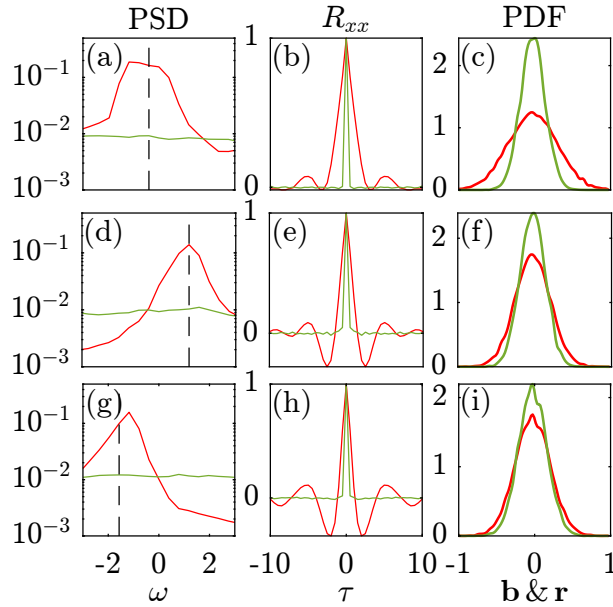 PSD R_{xx} PDF
(a) (b) (c)
10^{-1} 1 2
10^{-2} 1
10^{-3} 0 0
(d) (e) (f)
10^{-1} 1 2
10^{-2} 1
10^{-3} 0 0
(g) (h) (i)
10^{-1} 1 2
10^{-2} 1
10^{-3} 0 0
-2 0 2 -10 0 10 -1 0 1
ω τ b & r